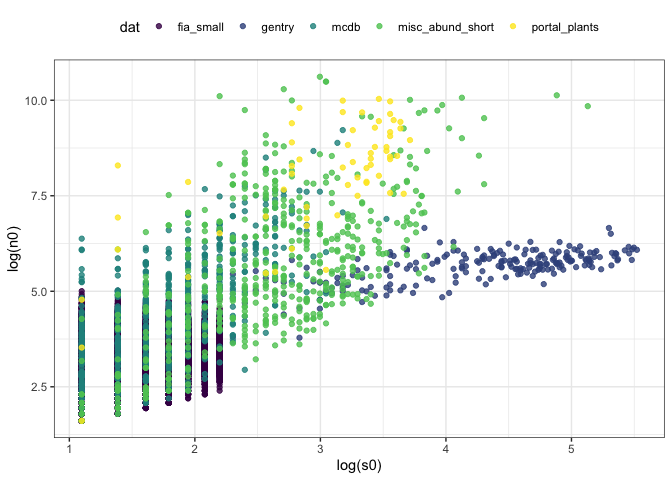 dat fia_small gentry mcdb misc_abund_short portal_plants
10.0
7.5
5.0
2.5
log(n0)
1 2 3 4 5
log(s0)